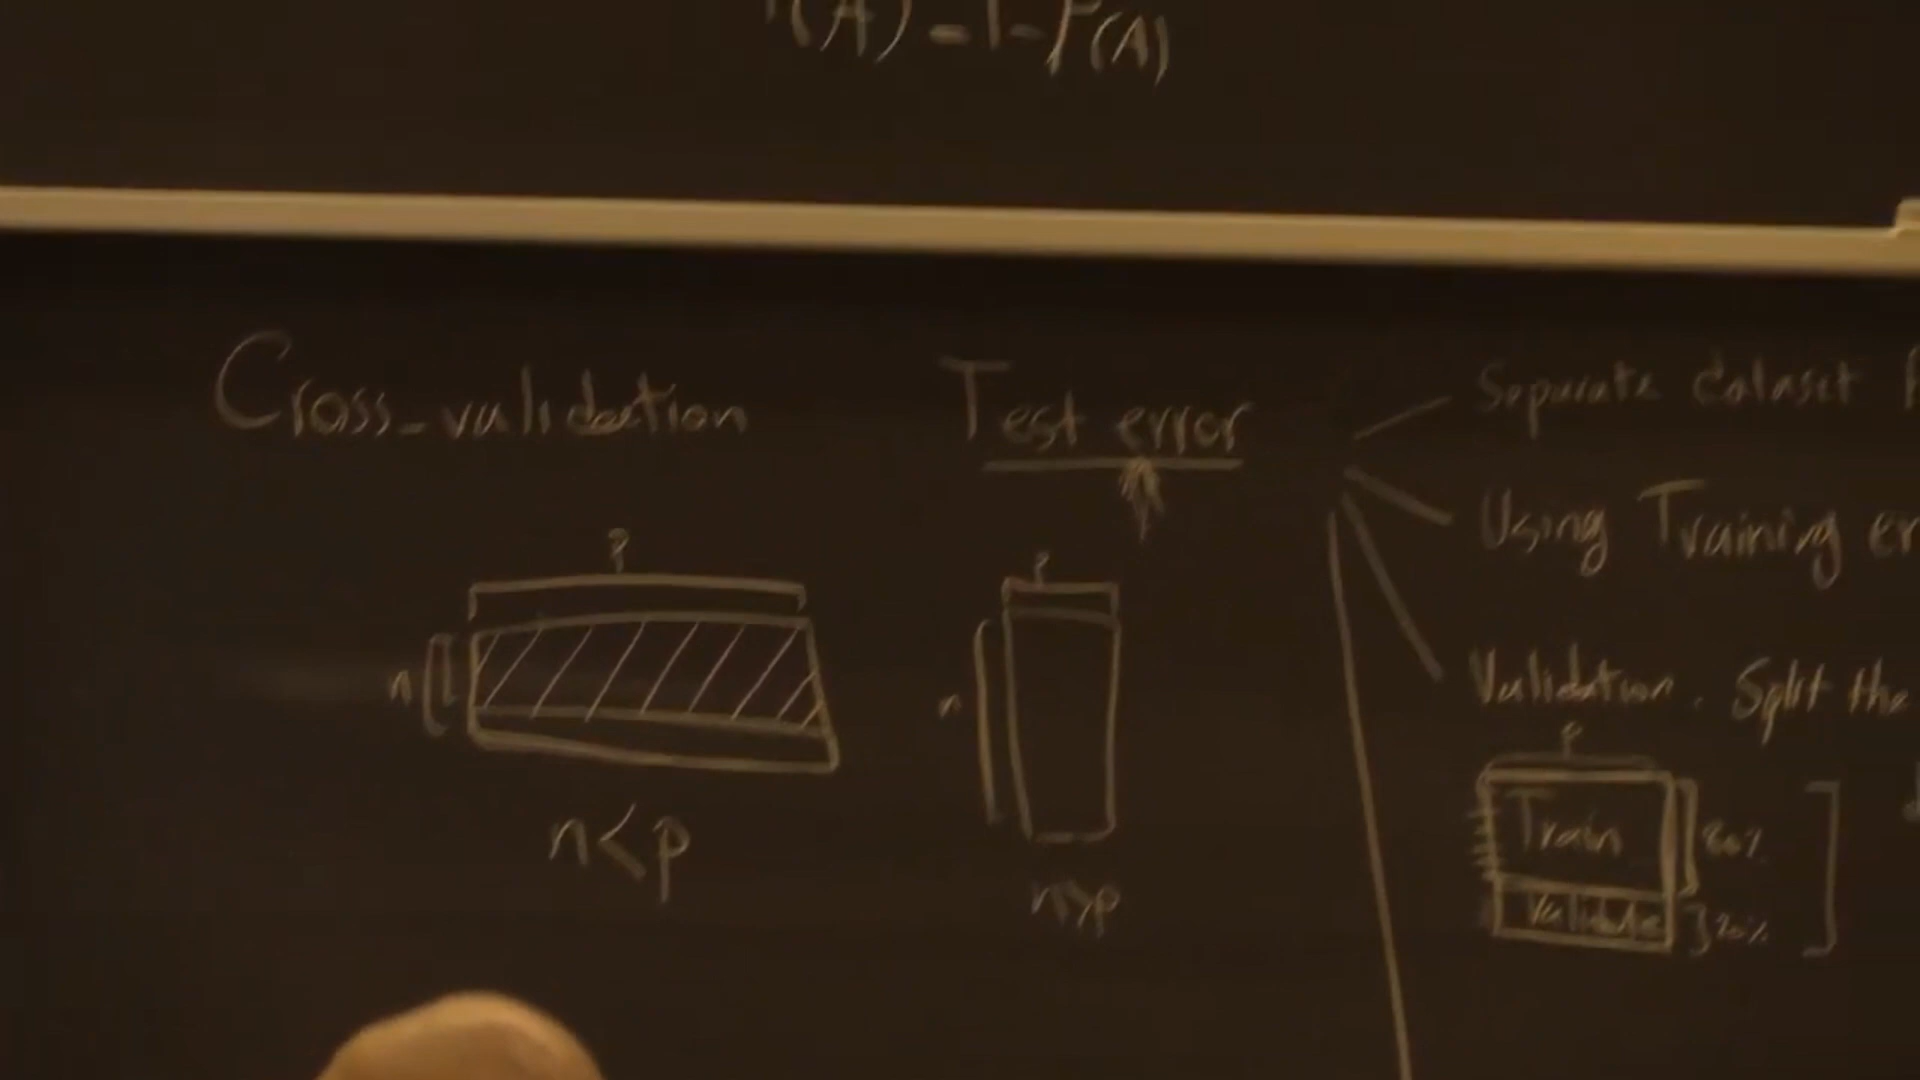 (A) = 1-P(A)
Cross-validation
Test error
Separate dataset
Using Training er
Validation. Split the
P
P
n
n
n<p
n>p
P
Train
80%
Validate
20%